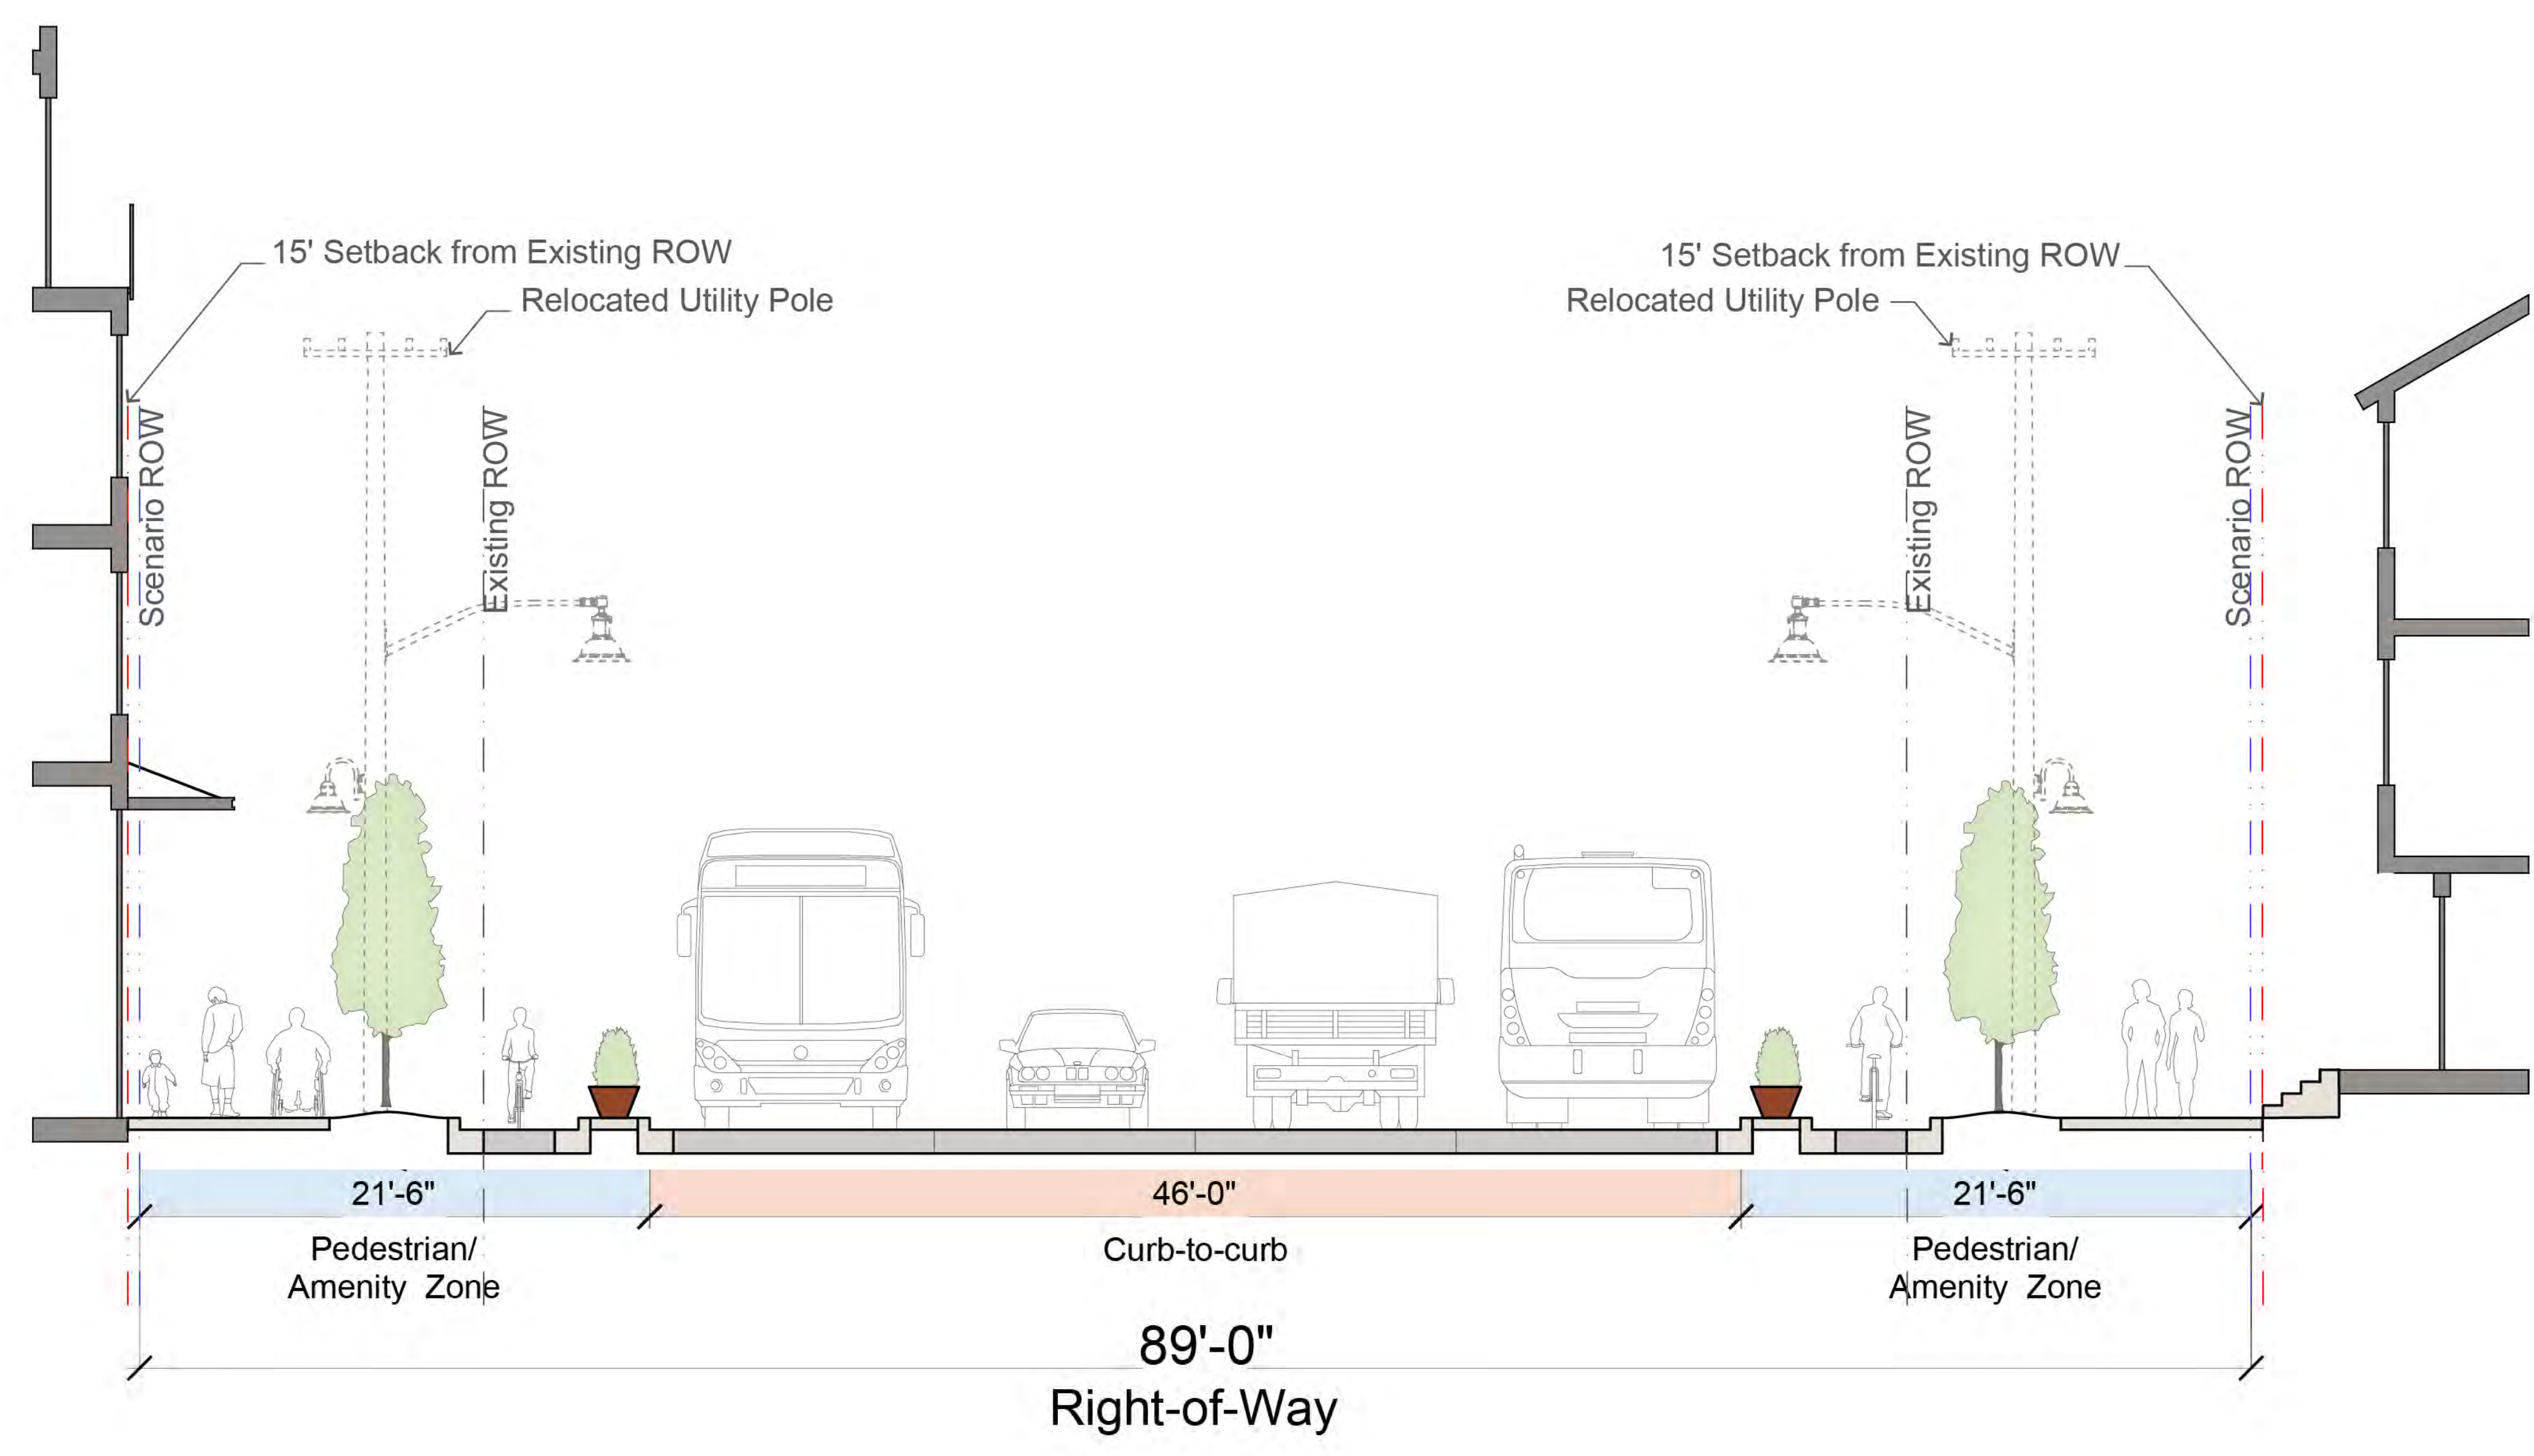 15' Setback from Existing ROW
Relocated Utility Pole
15' Setback from Existing ROW
Relocated Utility Pole
Scenario ROW
Existing ROW
Existing ROW
Scenario ROW
21'-6"
46'-0"
21'-6"
Pedestrian/
Amenity Zone
Curb-to-curb
Pedestrian/
Amenity Zone
89'-0"
Right-of-Way